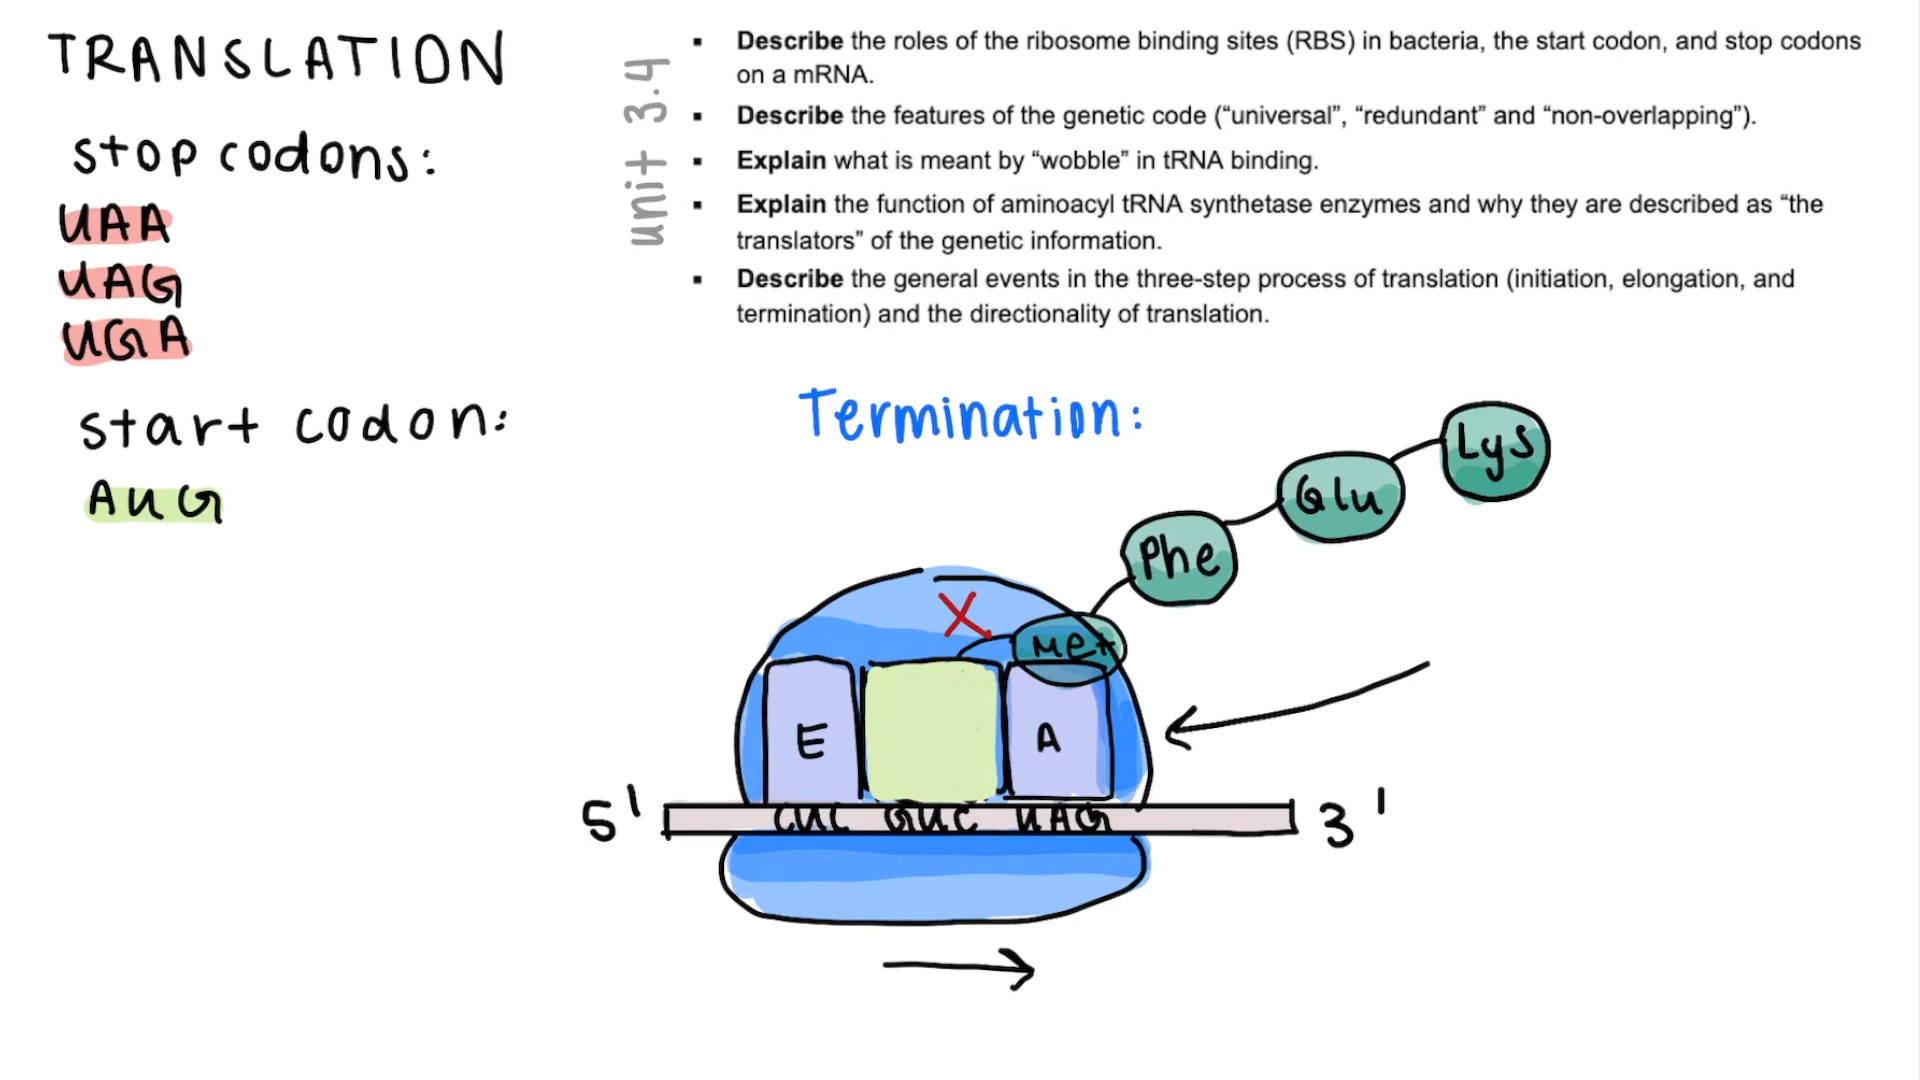 TRANSLATION
stop codons:
UAA
UAG
UGA
start codon:
AUG
unit 3.4
▪ Describe the roles of the ribosome binding sites (RBS) in bacteria, the start codon, and stop codons
on a mRNA.
▪ Describe the features of the genetic code (“universal”, “redundant” and “non-overlapping”).
▪ Explain what is meant by “wobble” in tRNA binding.
▪ Explain the function of aminoacyl tRNA synthetase enzymes and why they are described as “the
translators” of the genetic information.
▪ Describe the general events in the three-step process of translation (initiation, elongation, and
termination) and the directionality of translation.
Termination:
Lys
Glu
Phe
Met
X
E
A
5'
CUC GUC UAG
3'